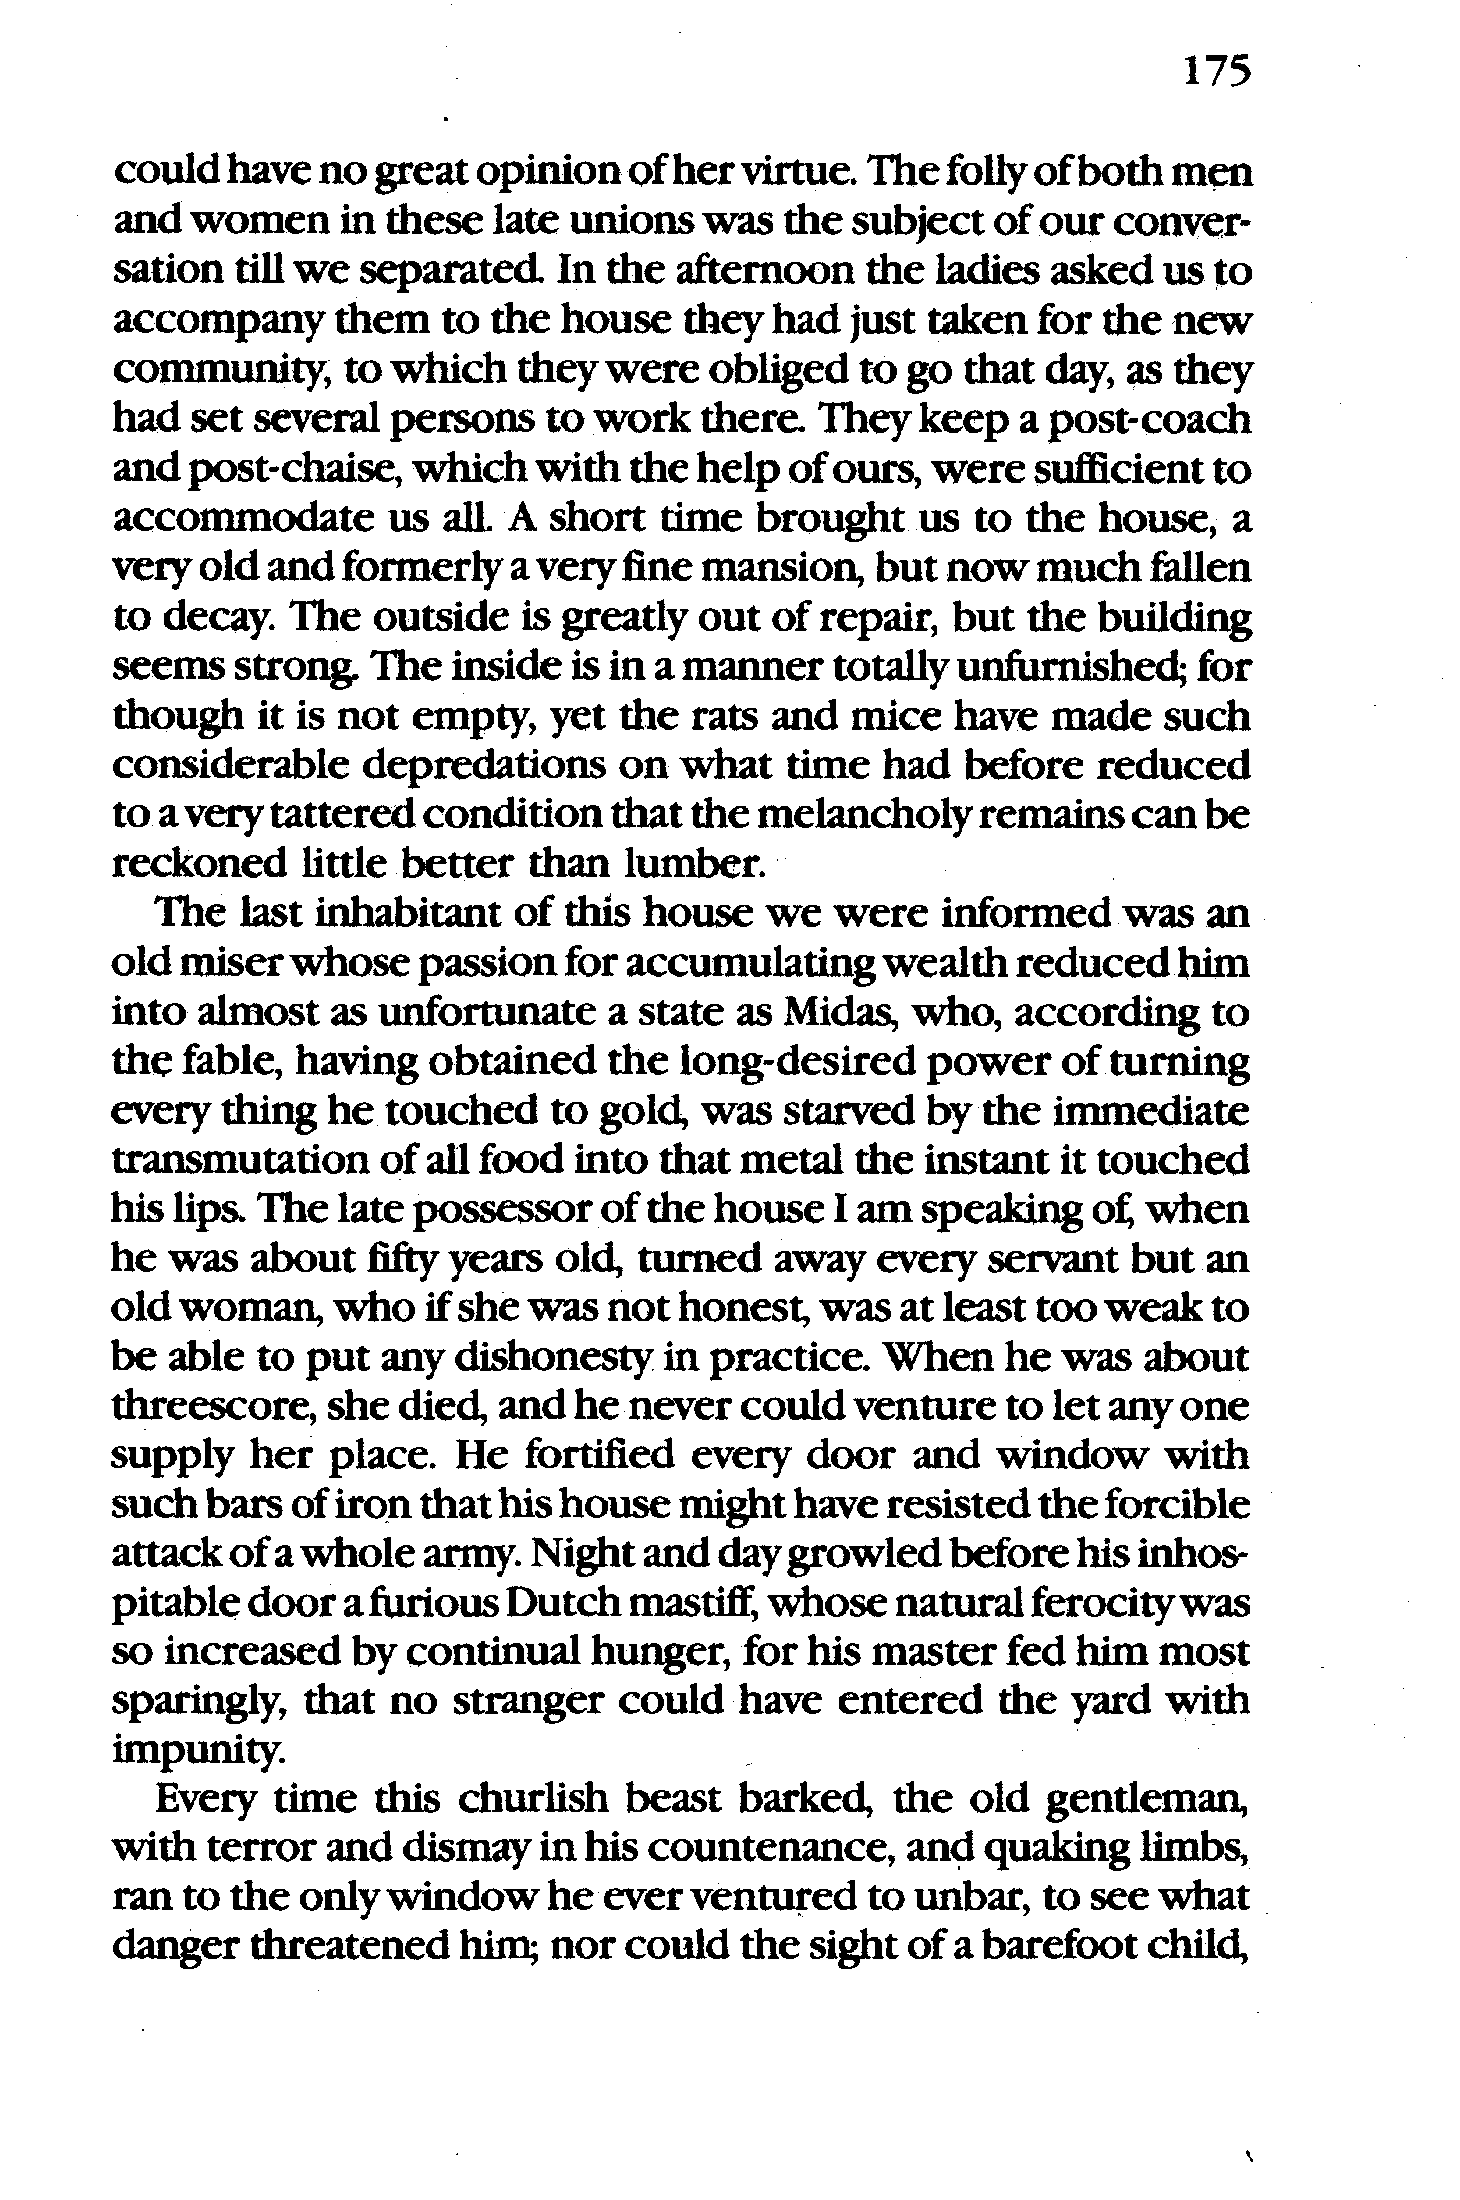 175
could have no great opinion of her virtue. The folly of both men
and women in these late unions was the subject of our conver-
sation till we separated. In the afternoon the ladies asked us to
accompany them to the house they had just taken for the new
community, to which they were obliged to go that day, as they
had set several persons to work there. They keep a post-coach
and post-chaise, which with the help of ours, were sufficient to
accommodate us all. A short time brought us to the house, a
very old and formerly a very fine mansion, but now much fallen
to decay. The outside is greatly out of repair, but the building
seems strong. The inside is in a manner totally unfurnished; for
though it is not empty, yet the rats and mice have made such
considerable depredations on what time had before reduced
to a very tattered condition that the melancholy remains can be
reckoned little better than lumber.
The last inhabitant of this house we were informed was an
old miser whose passion for accumulating wealth reduced him
into almost as unfortunate a state as Midas, who, according to
the fable, having obtained the long-desired power of turning
every thing he touched to gold, was starved by the immediate
transmutation of all food into that metal the instant it touched
his lips. The late possessor of the house I am speaking of, when
he was about fifty years old, turned away every servant but an
old woman, who if she was not honest, was at least too weak to
be able to put any dishonesty in practice. When he was about
threescore, she died, and he never could venture to let any one
supply her place. He fortified every door and window with
such bars of iron that his house might have resisted the forcible
attack of a whole army. Night and day growled before his inhos-
pitable door a furious Dutch mastiff, whose natural ferocity was
so increased by continual hunger, for his master fed him most
sparingly, that no stranger could have entered the yard with
impunity.
Every time this churlish beast barked, the old gentleman,
with terror and dismay in his countenance, and quaking limbs,
ran to the only window he ever ventured to unbar, to see what
danger threatened him; nor could the sight of a barefoot child,